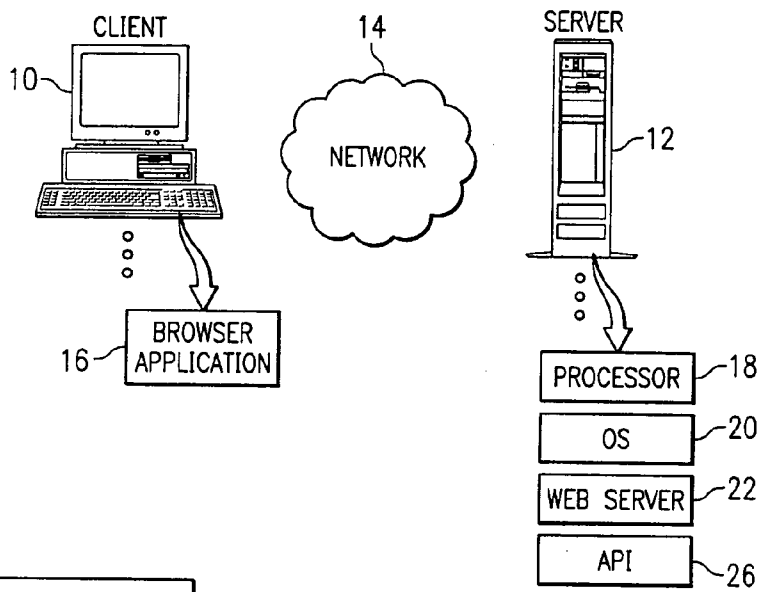 CLIENT
14
SERVER
10
NETWORK
12
16
BROWSER
APPLICATION
PROCESSOR
18
OS
20
WEB SERVER
22
API
26